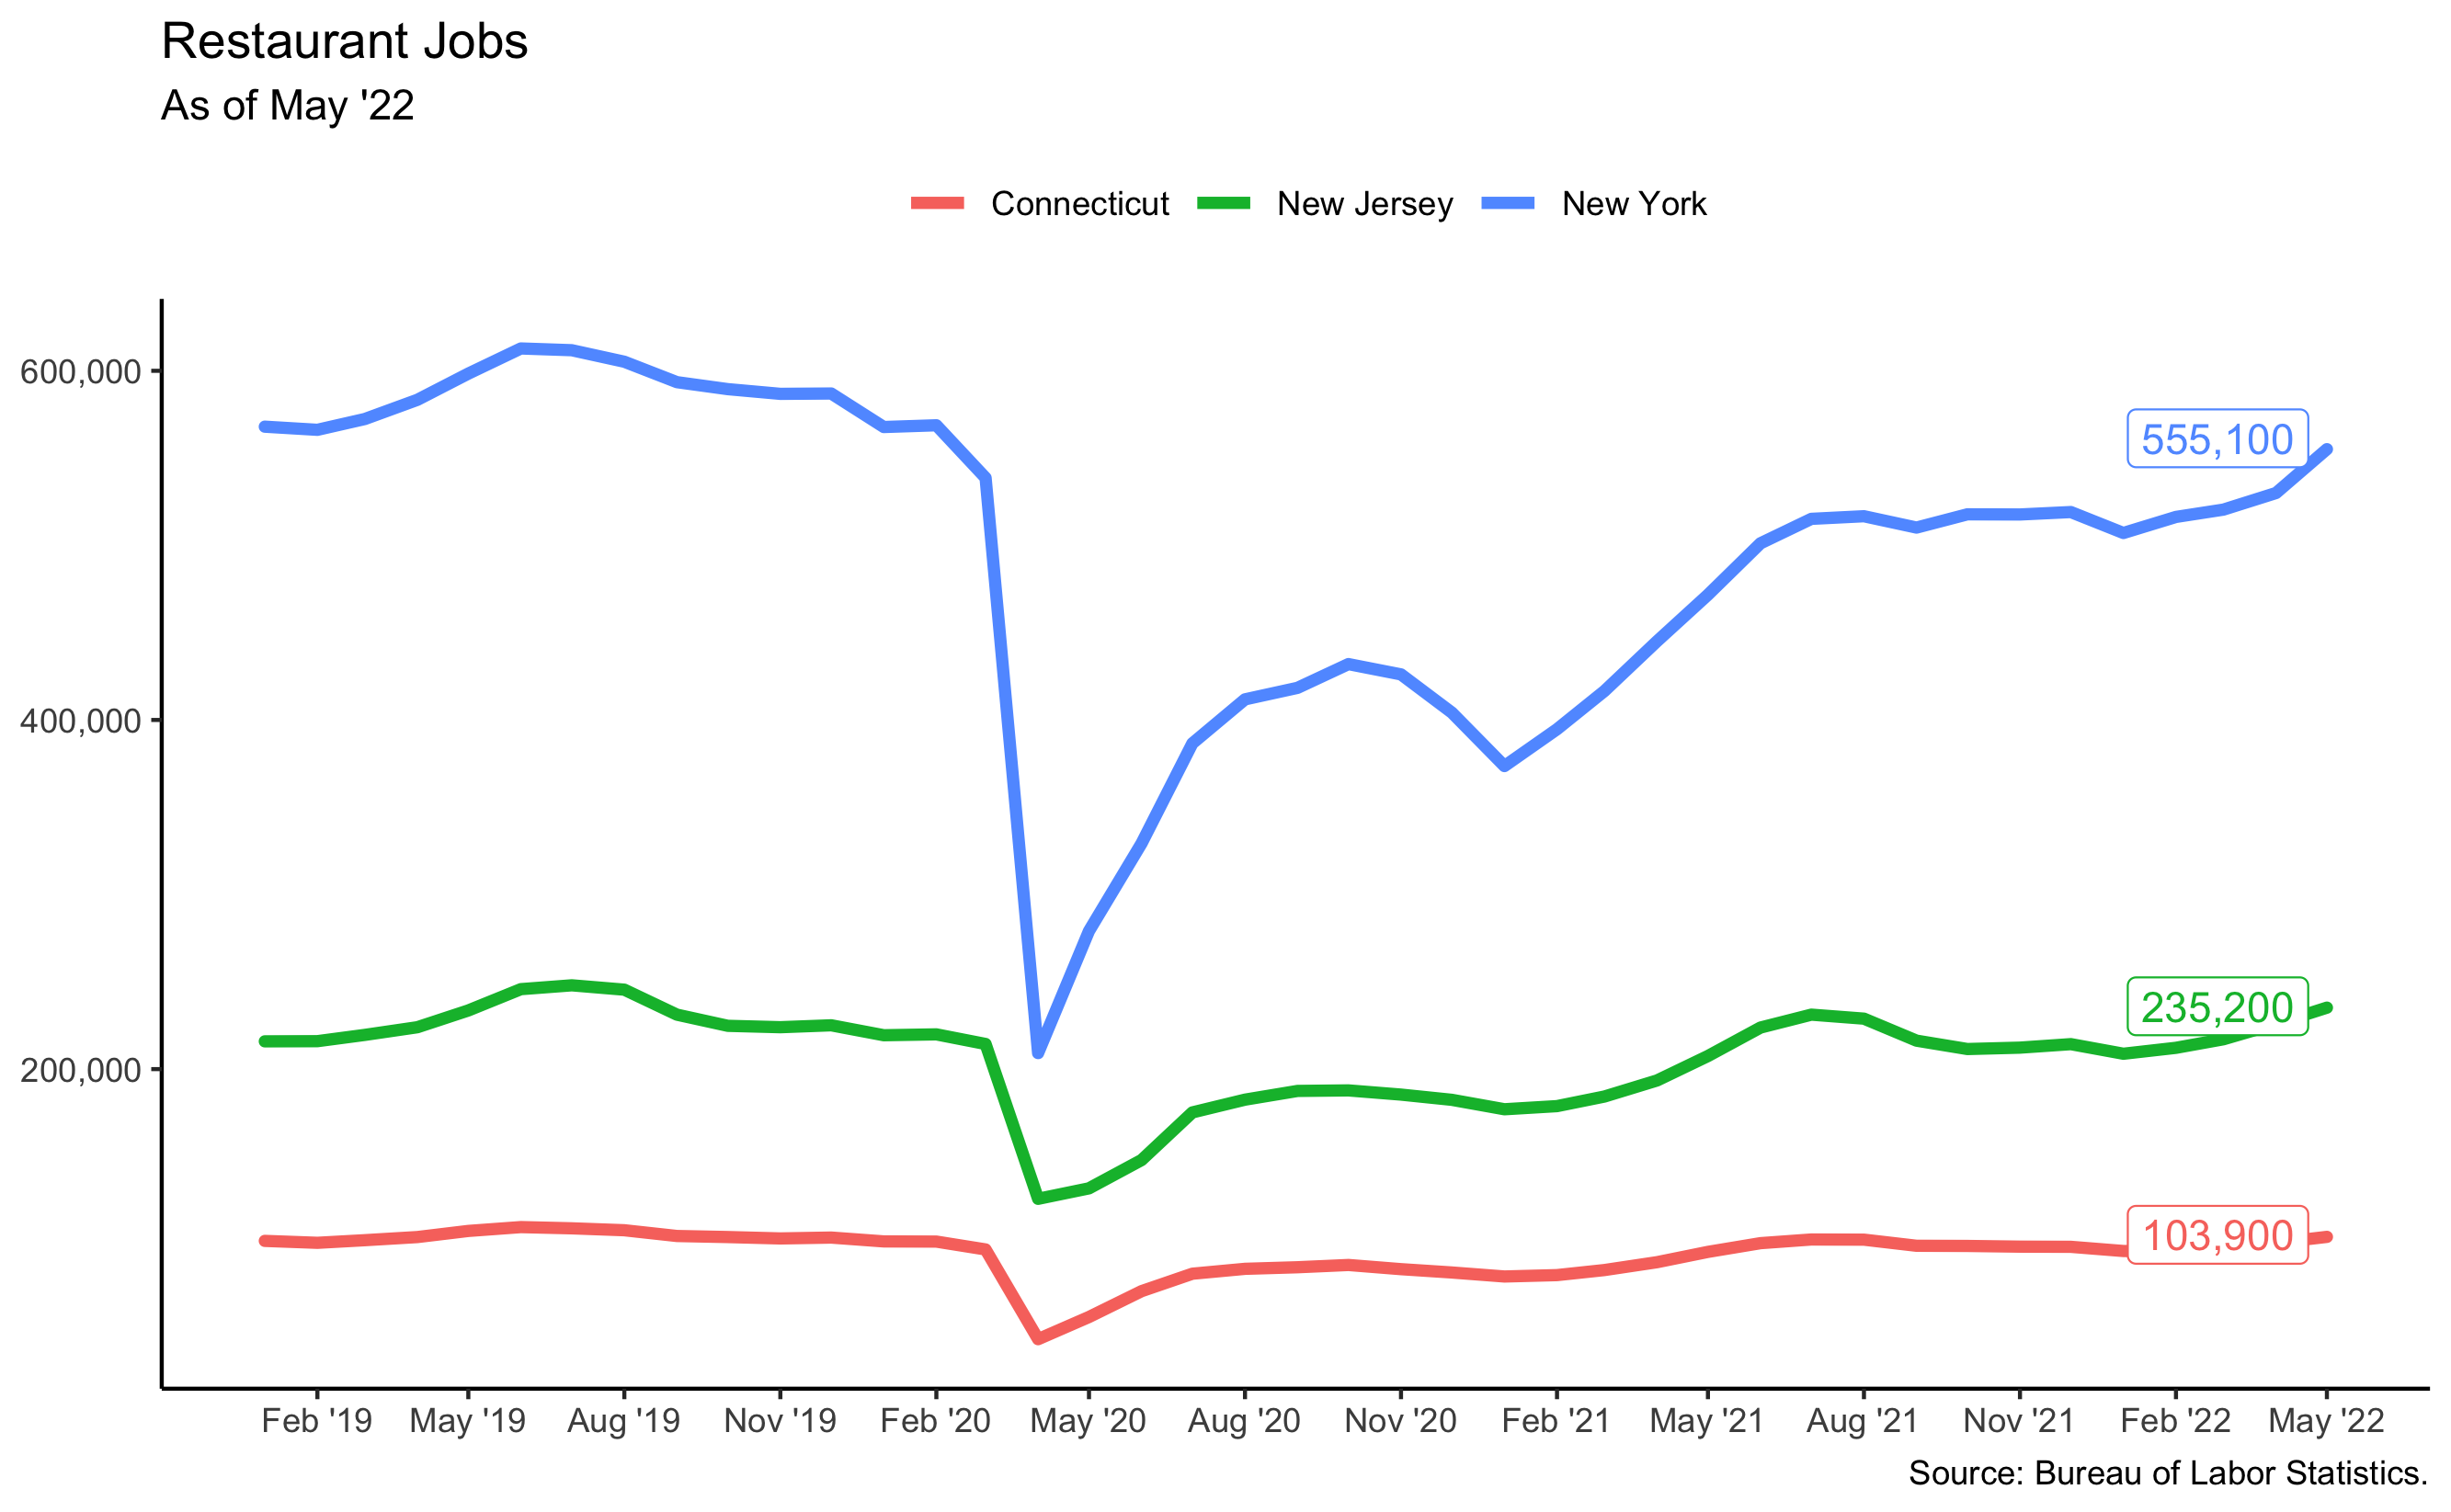 Restaurant Jobs
As of May '22
Connecticut New Jersey New York
600,000
400,000
200,000
555,100
235,200
103,900
Feb '19 May '19 Aug '19 Nov '19 Feb '20 May '20 Aug '20 Nov '20 Feb '21 May '21 Aug '21 Nov '21 Feb '22 May '22
Source: Bureau of Labor Statistics.